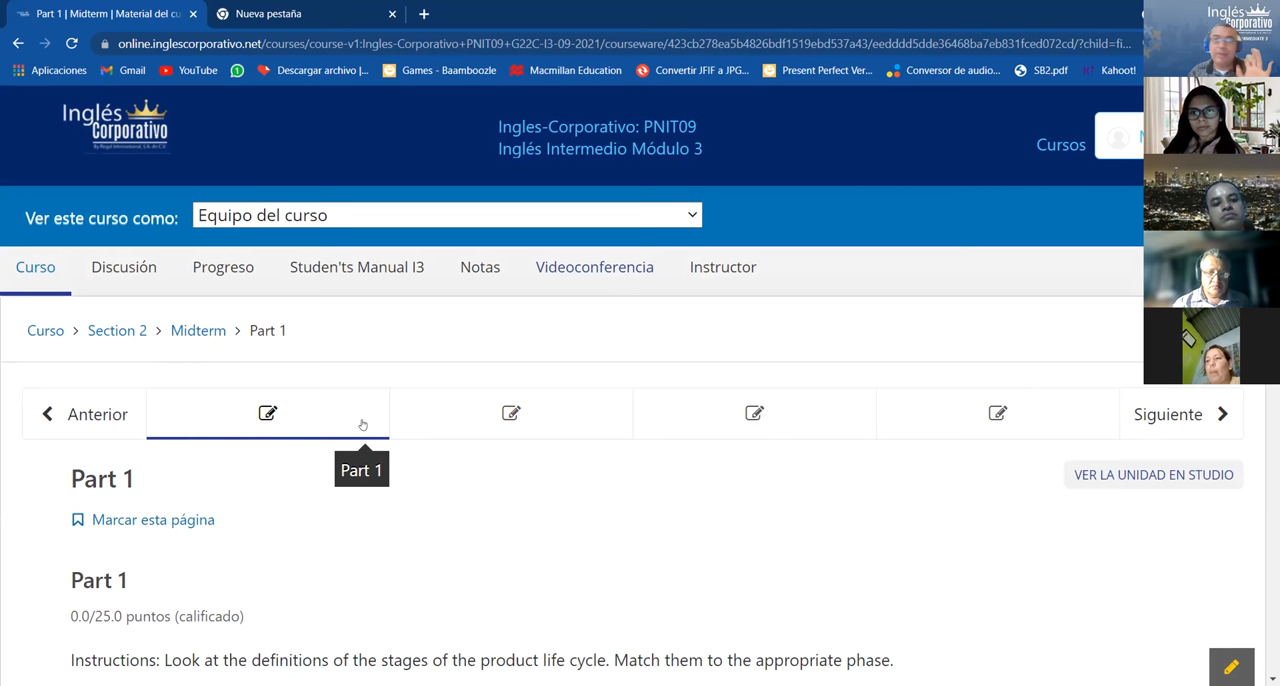 Part 1 | Midterm | Material del cu
Nueva pestaña
online.inglescorporativo.net/courses/course-v1:Ingles-Corporativo+PNIT09+G22C-I3-09-2021/courseware/423cb278ea5b4826bdf1519ebd537a43/eedddd5dde36468ba7eb831fced072cd/?child=fi...
Aplicaciones
Gmail
YouTube
Descargar archivo |...
Games - Baamboozle
Macmillan Education
Convertir JFIF a JPG...
Present Perfect Ver...
Conversor de audio...
SB2.pdf
Kahoot!
Inglés
Corporativo
Inglés
Corporativo
Ingles-Corporativo: PNIT09
Inglés Intermedio Módulo 3
Cursos
Ver este curso como:
Equipo del curso
Curso
Discusión
Progreso
Studen'ts Manual I3
Notas
Videoconferencia
Instructor
Curso > Section 2 > Midterm > Part 1
Anterior
Siguiente
Part 1
Part 1
VER LA UNIDAD EN STUDIO
Marcar esta página
Part 1
0.0/25.0 puntos (calificado)
Instructions: Look at the definitions of the stages of the product life cycle. Match them to the appropriate phase.